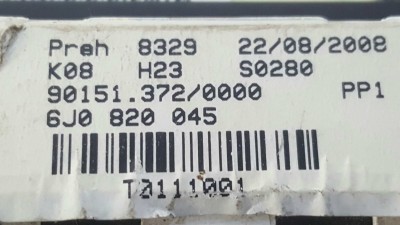 Preh 8329 22/08/2008
K08 H23 S0280
90151.372/0000 PP1
6J0 820 045
T0111001